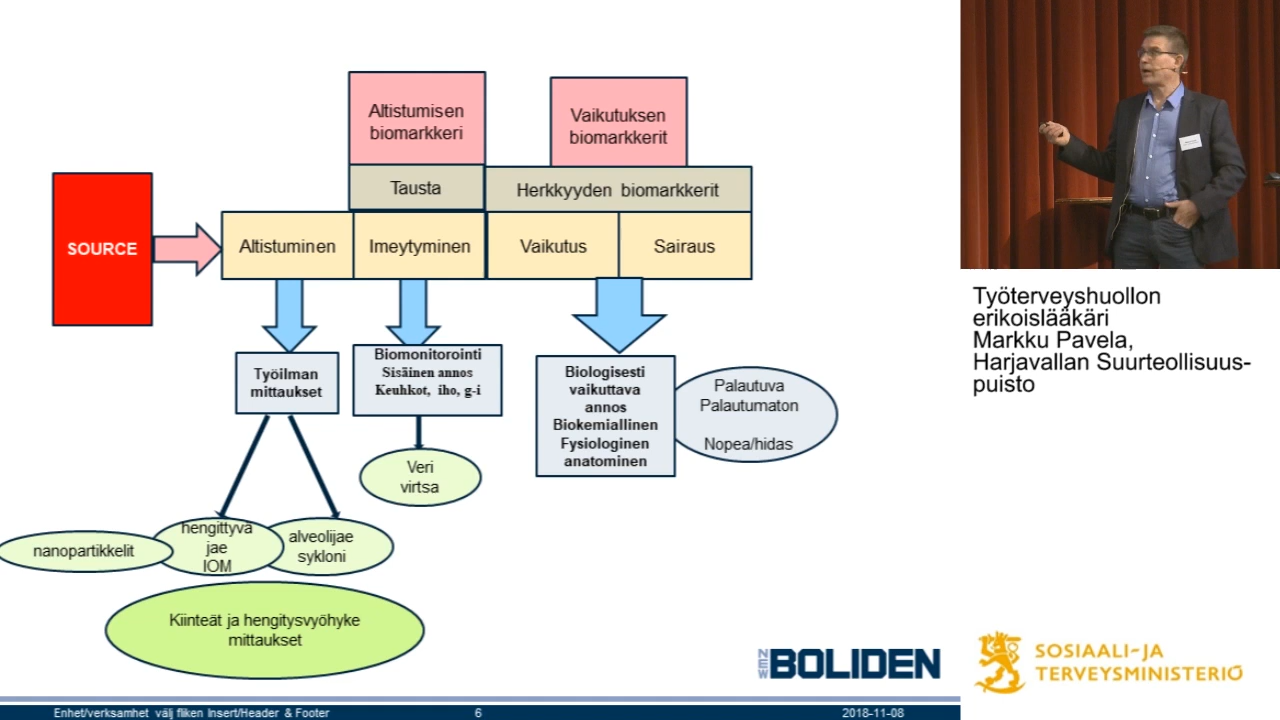 Altistumisen
biomarkkeri
Vaikutuksen
biomarkkerit
Tausta
Herkkyyden biomarkkerit
SOURCE
Altistuminen
Imeytyminen
Vaikutus
Sairaus
Työilman
mittaukset
Biomonitorointi
Sisäinen annos
Keuhkot, iho, g-i
Biologisesti
vaikuttava
annos
Biokemiallinen
Fysiologinen
anatominen
Palautuva
Palautumaton
Nopea/hidas
Veri
virtsa
nanopartikkelit
hengittyvä
jae
IOM
alveolijae
sykloni
Kiinteät ja hengitysvyöhyke
mittaukset
NEW BOLIDEN
Enhet/verksamhet välj fliken Insert/Header & Footer
6
2018-11-08
Työterveyshuollon
erikoislääkäri
Markku Pavela,
Harjavallan Suurteollisuus-
puisto
SOSIAALI-JA
TERVEYSMINISTERIÖ